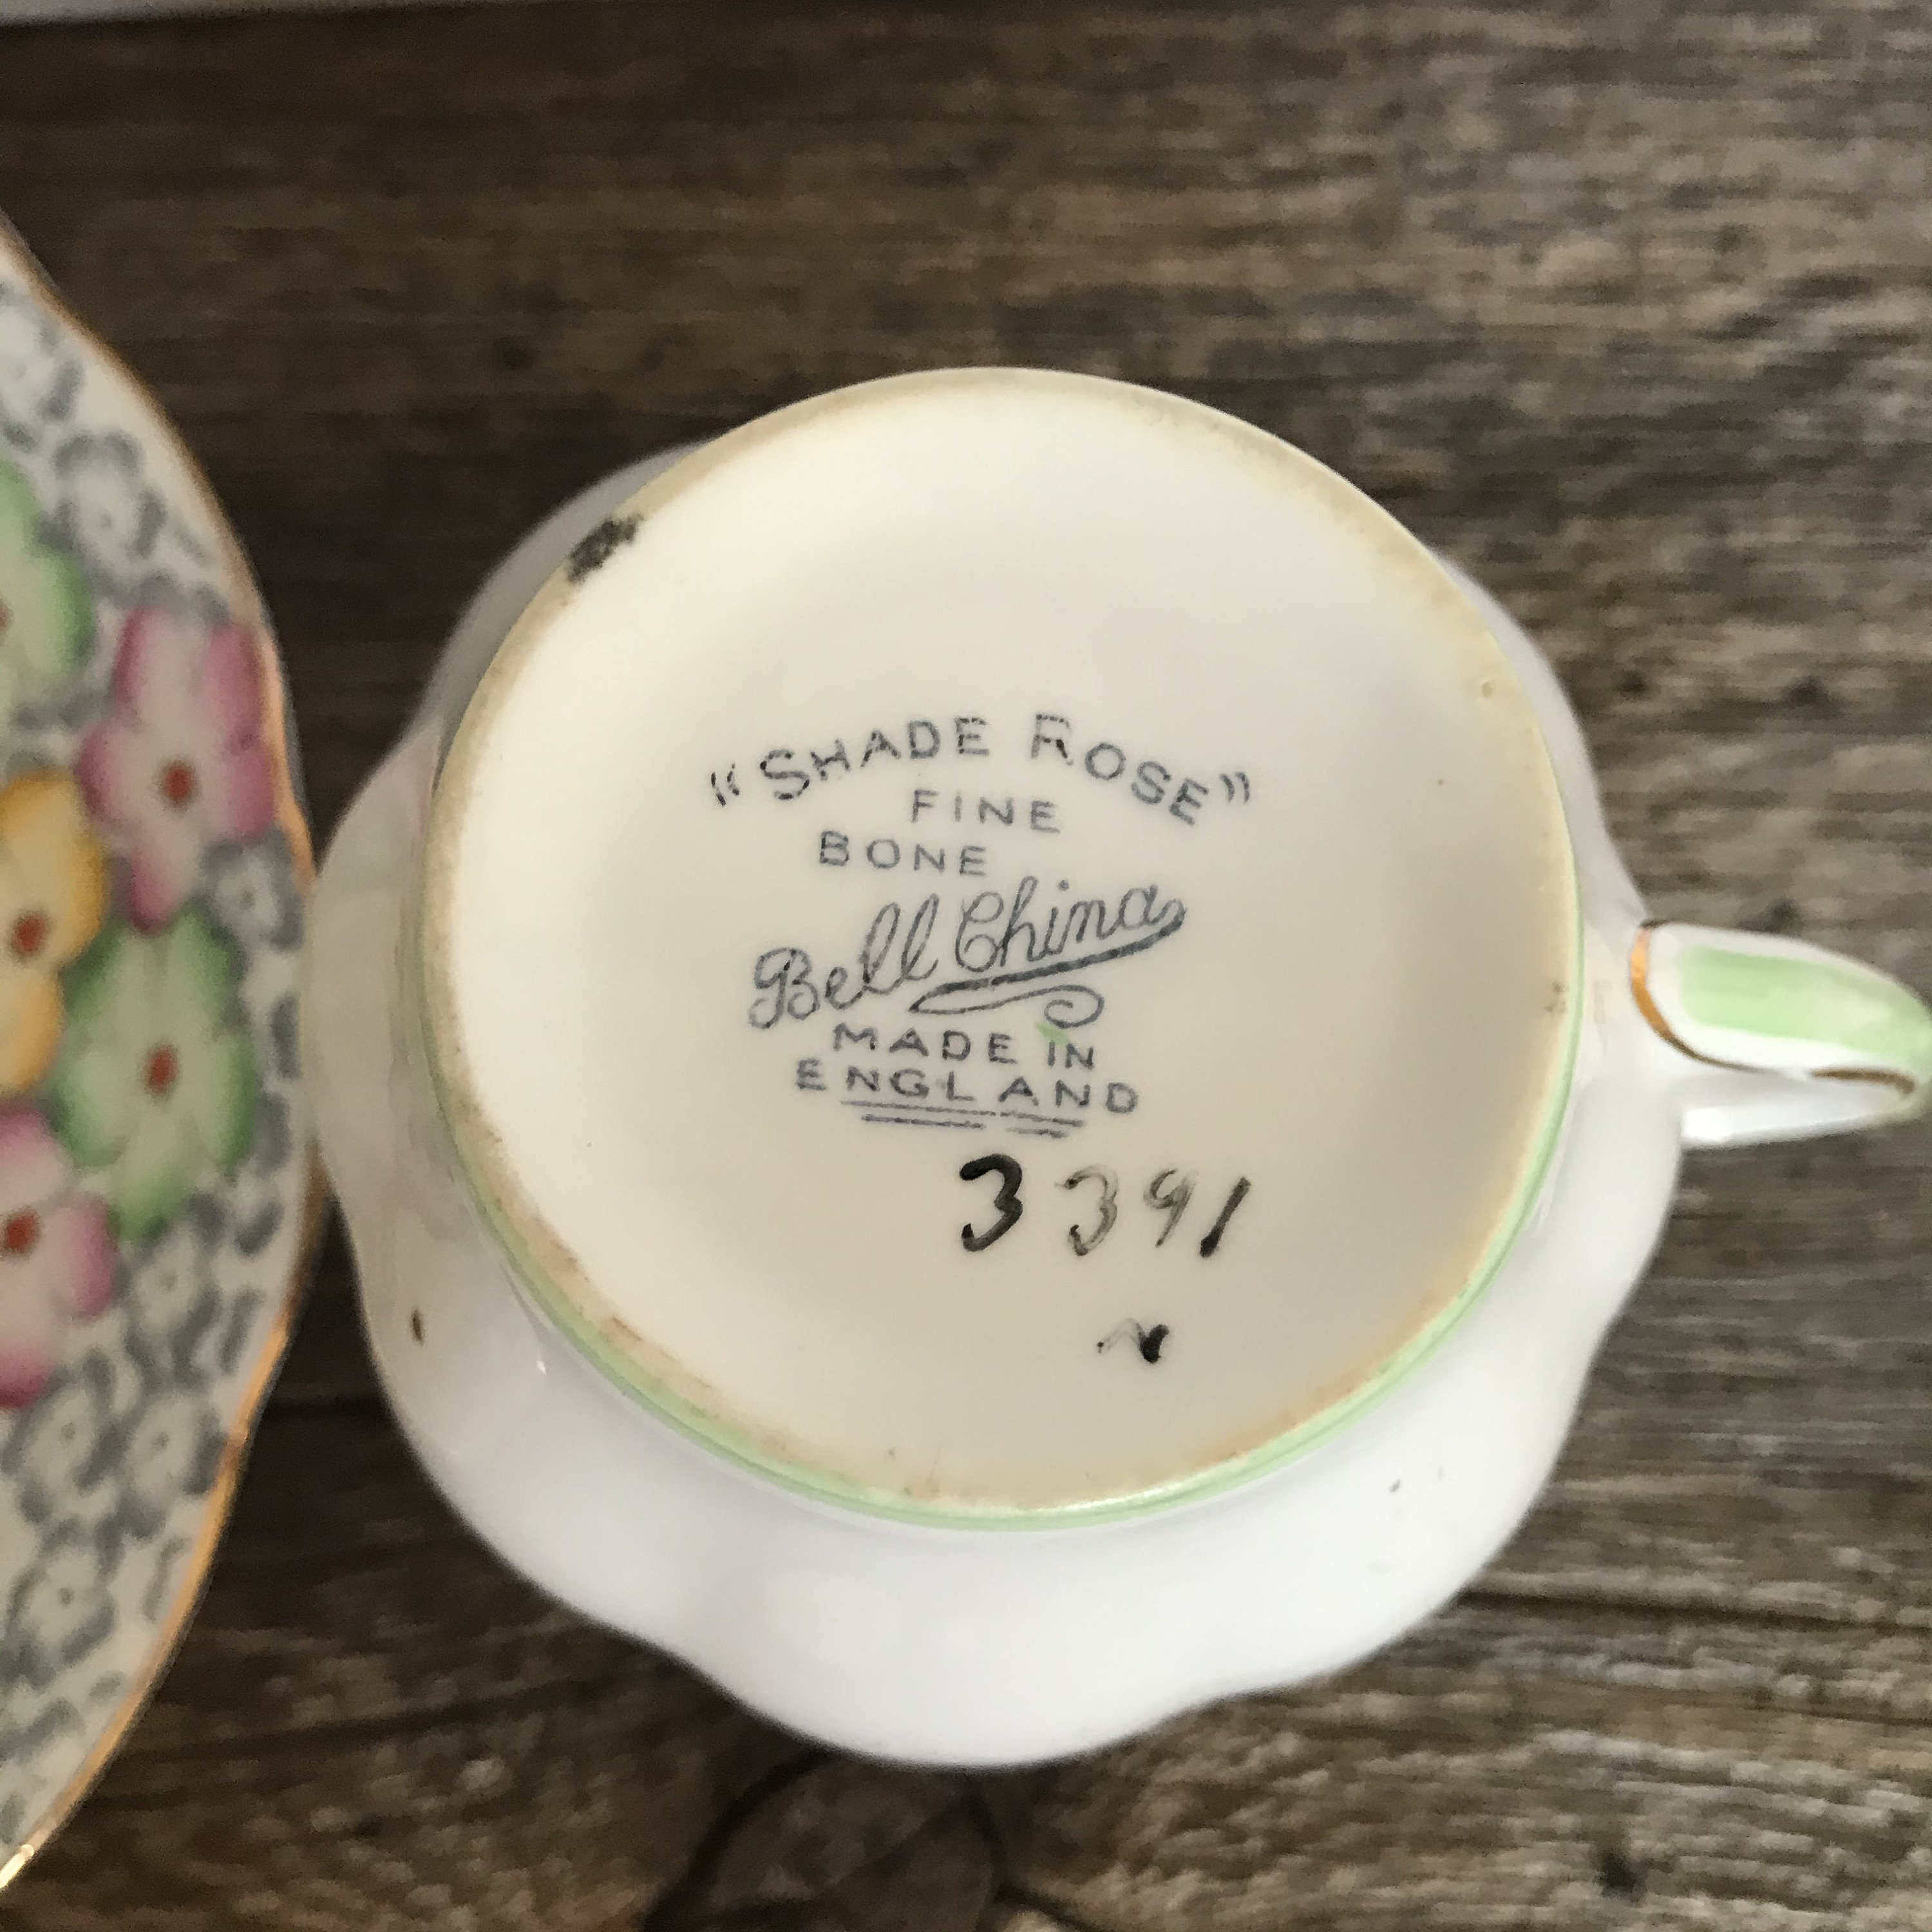 "SHADE ROSE"
FINE
BONE
Bell China
MADE IN
ENGLAND
3391